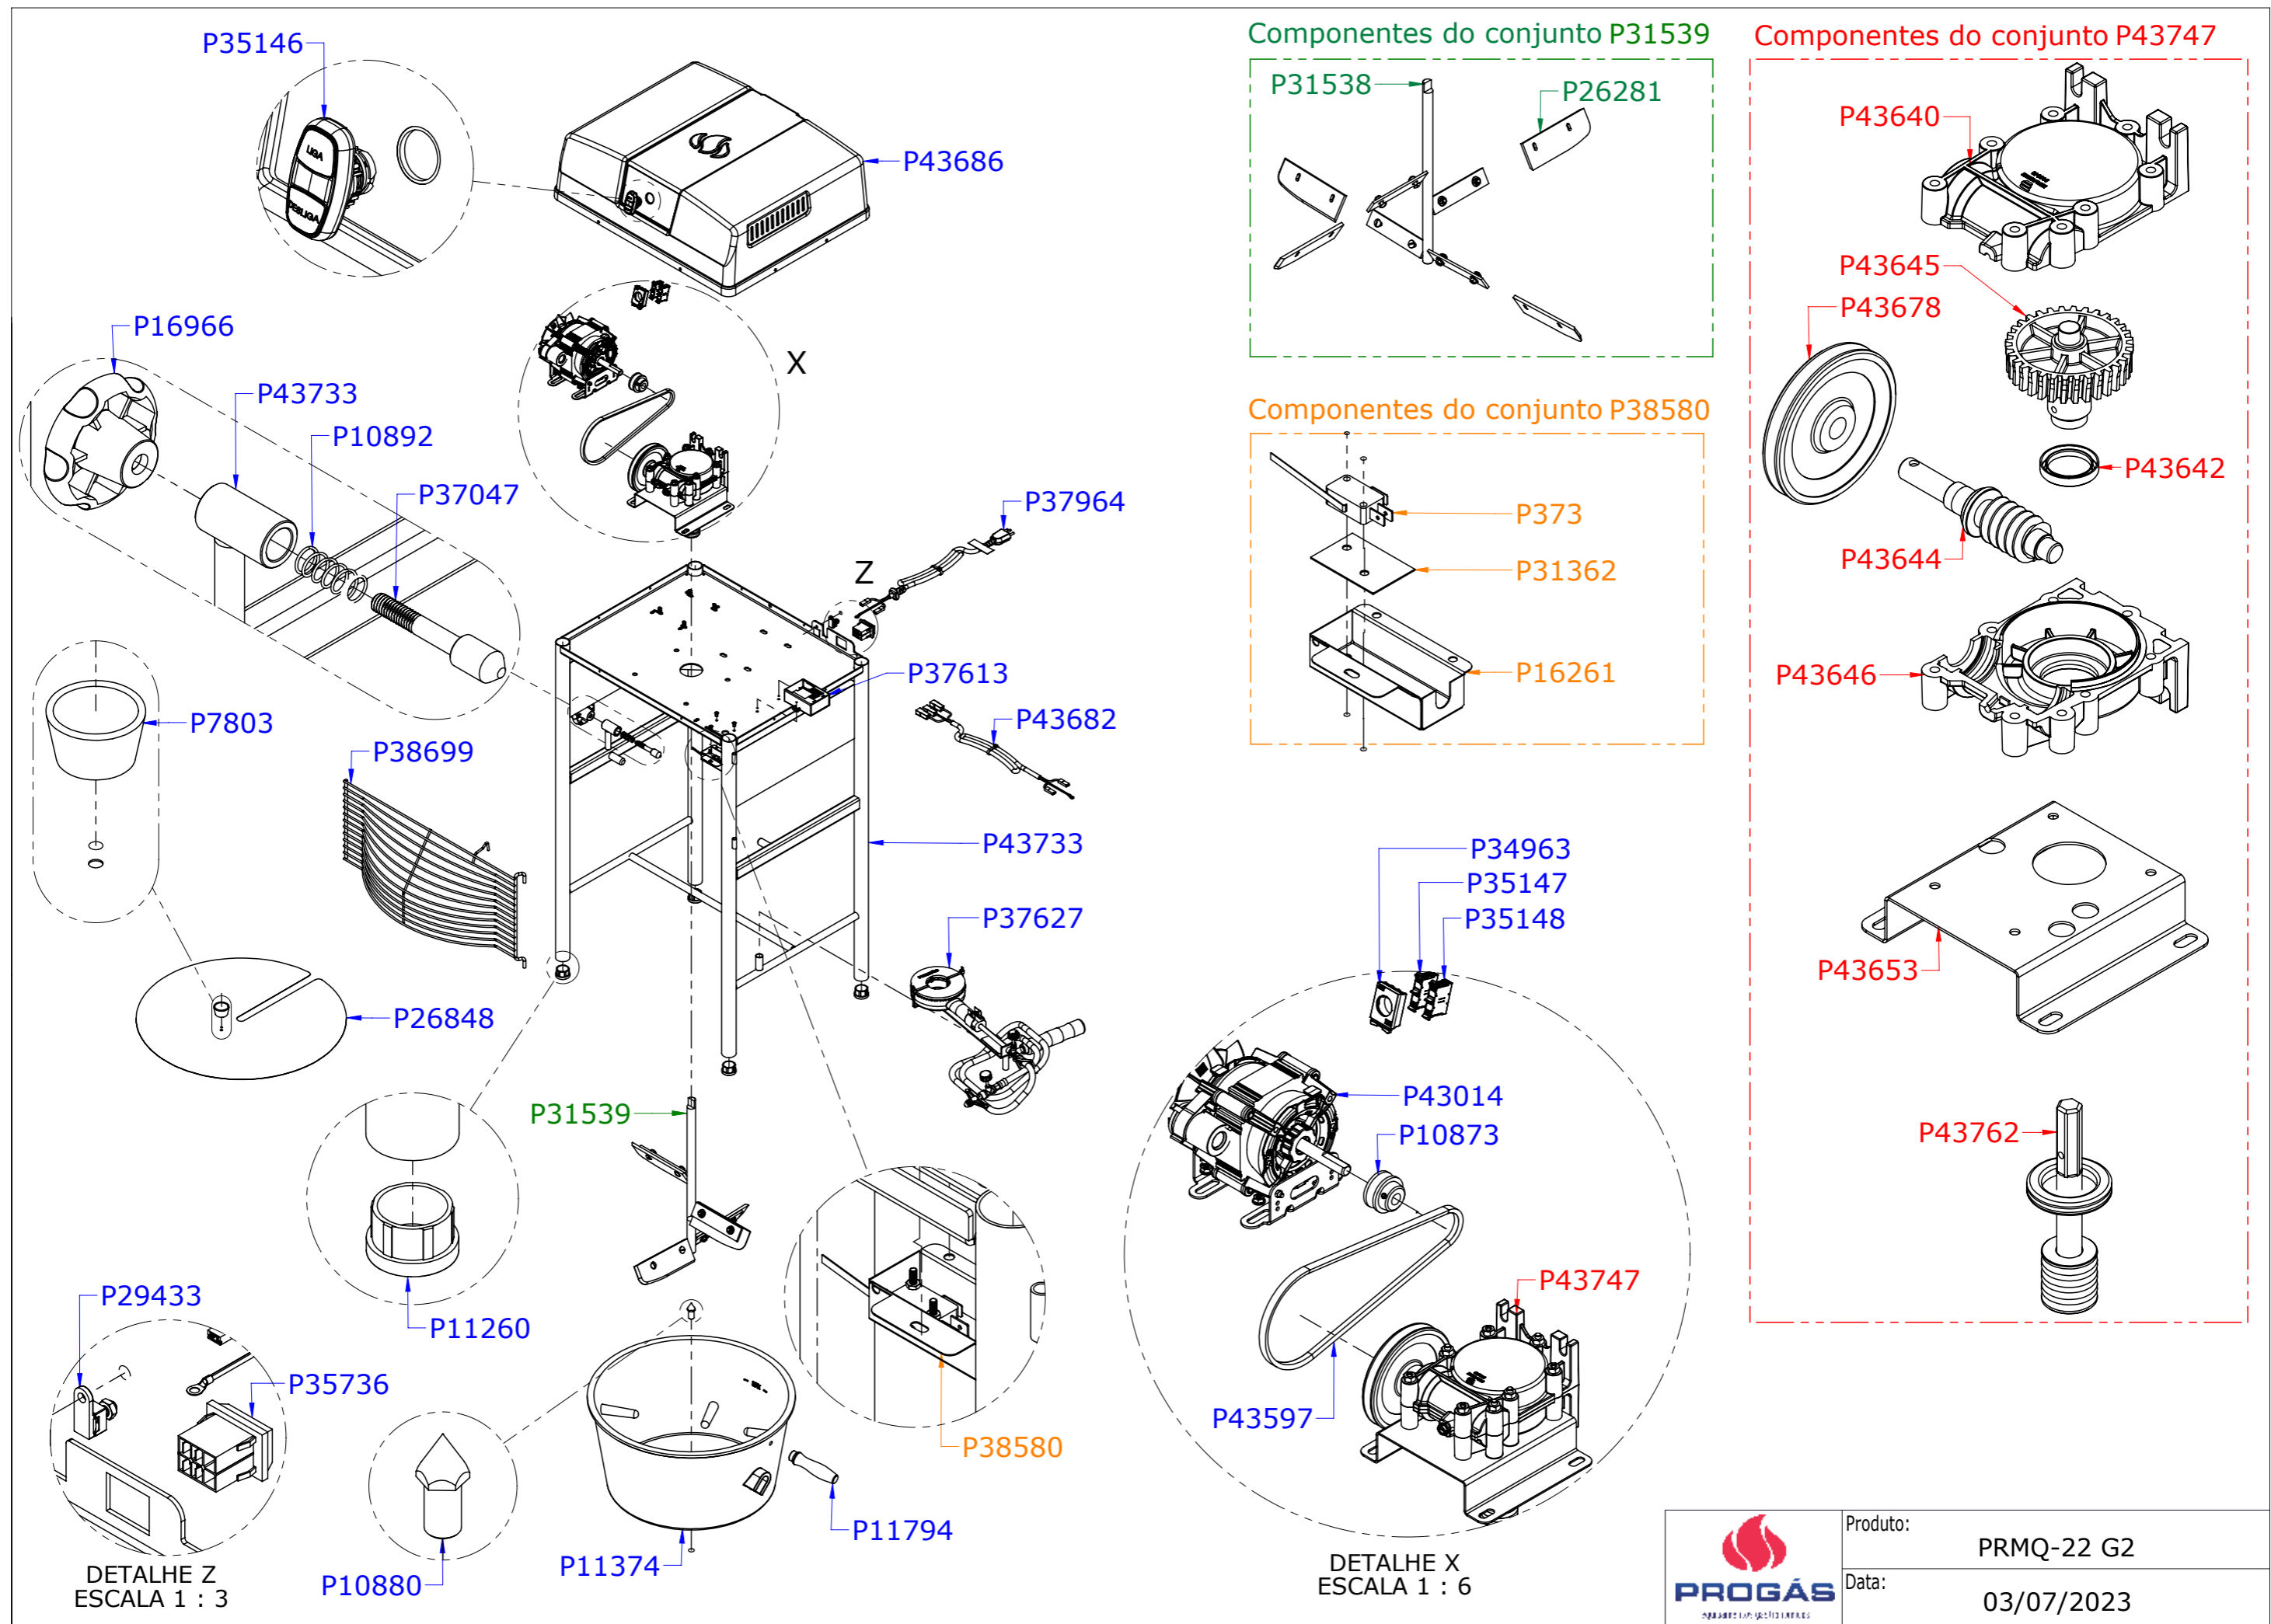 P35146
LIGA
DESLIGA
P43686
P16966
P43733
P10892
P37047
X
P37964
Z
P37613
P43682
P7803
P38699
P43733
P37627
P26848
P31539
P11260
P29433
P35736
P38580
P11794
P11374
P10880
DETALHE Z
ESCALA 1 : 3
Componentes do conjunto P31539
P31538
P26281
Componentes do conjunto P38580
P373
P31362
P16261
P34963
P35147
P35148
P43014
P10873
P43747
P43597
DETALHE X
ESCALA 1 : 6
Componentes do conjunto P43747
P43640
P43645
P43678
P43642
P43644
P43646
P43653
P43762
PROGÁS
Produto:
PRMQ-22 G2
Data:
03/07/2023